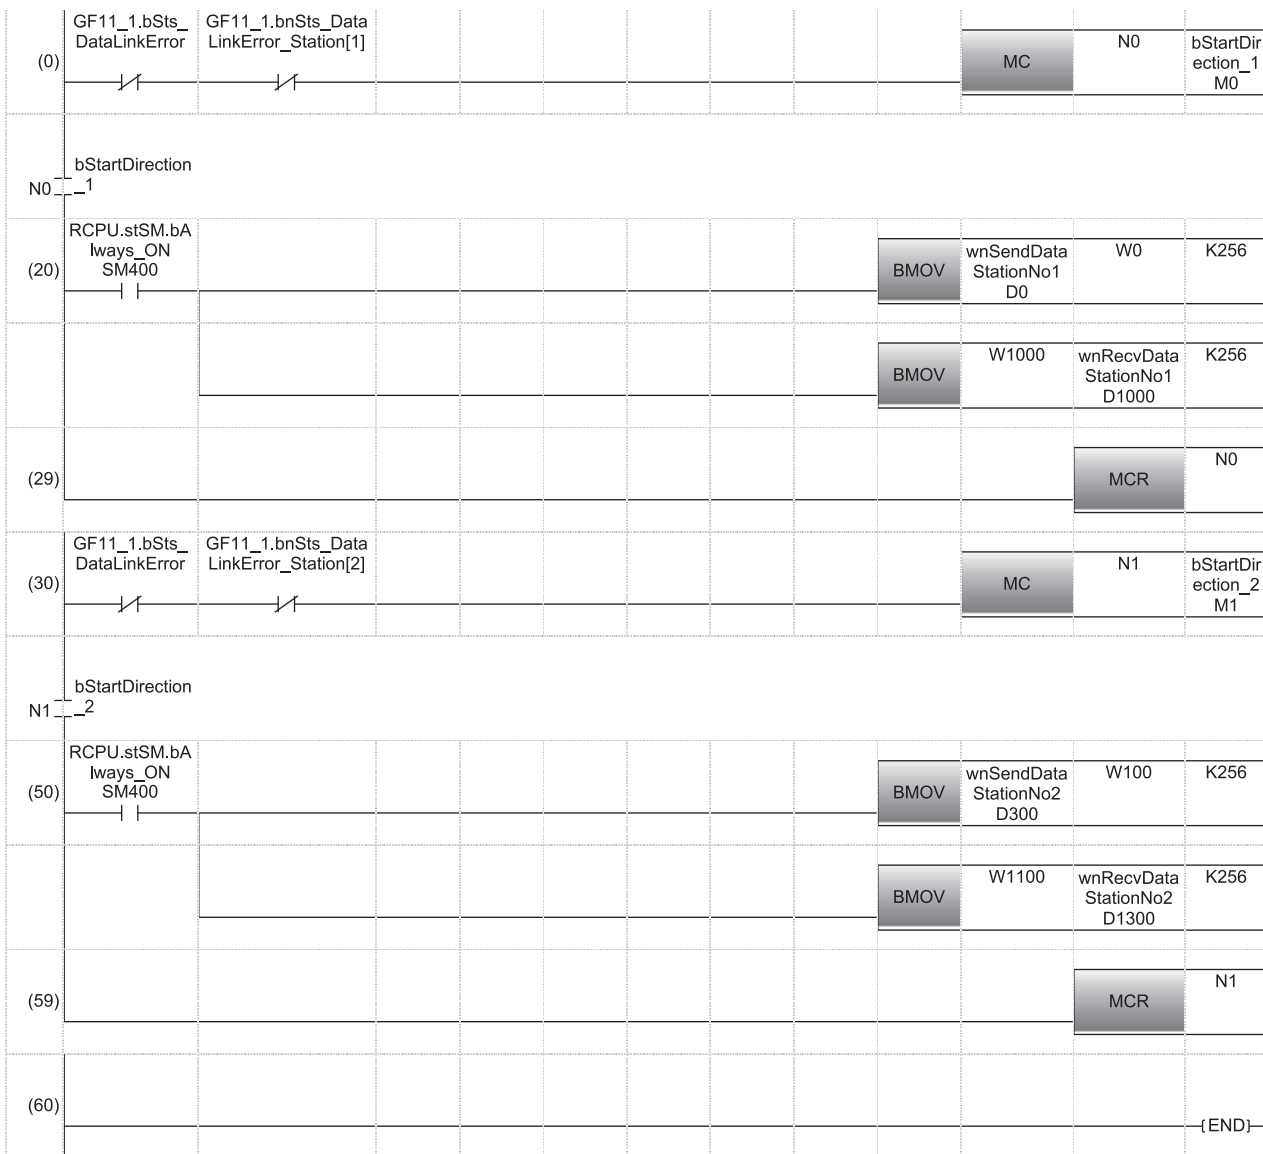 GF11_1.bSts_
DataLinkError
GF11_1.bnSts_Data
LinkError_Station[1]
(0)
MC
N0
bStartDir
ection_1
M0
bStartDirection
_1
N0
RCPU.stSM.bA
lways_ON
SM400
(20)
BMOV
wnSendData
StationNo1
D0
W0
K256
BMOV
W1000
wnRecvData
StationNo1
D1000
K256
(29)
MCR
N0
GF11_1.bSts_
DataLinkError
GF11_1.bnSts_Data
LinkError_Station[2]
(30)
MC
N1
bStartDir
ection_2
M1
bStartDirection
_2
N1
RCPU.stSM.bA
lways_ON
SM400
(50)
BMOV
wnSendData
StationNo2
D300
W100
K256
BMOV
W1100
wnRecvData
StationNo2
D1300
K256
(59)
MCR
N1
(60)
[END]